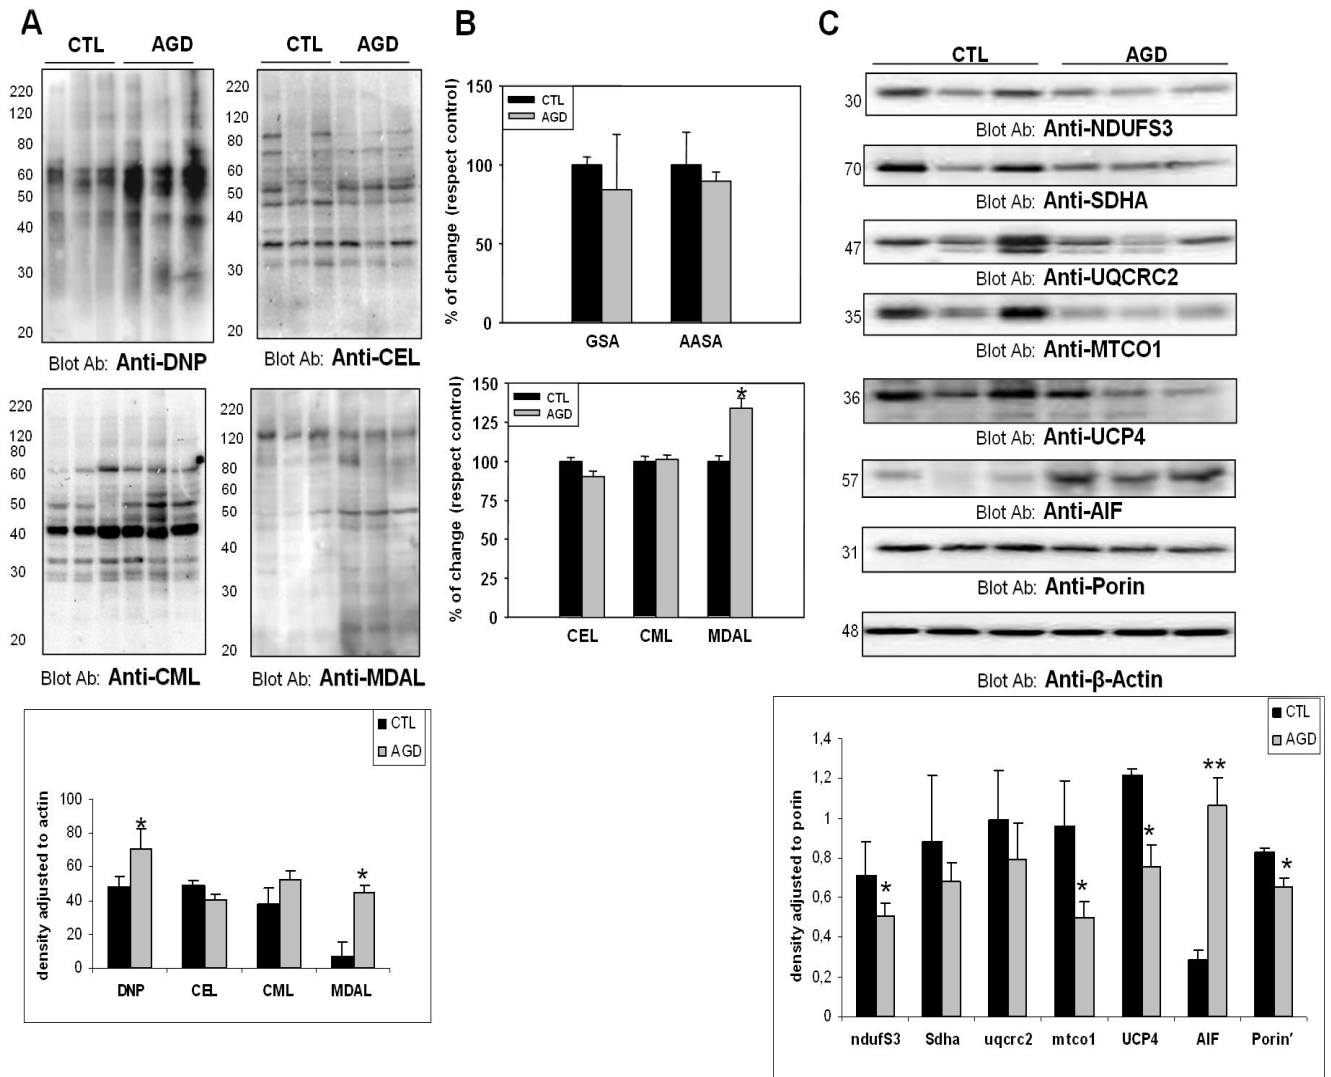 A
CTL AGD
220
120
80
60
50
40
30
20
Blot Ab: Anti-DNP
CTL AGD
220
120
80
60
50
40
30
20
Blot Ab: Anti-CEL
220
120
80
60
50
40
30
20
Blot Ab: Anti-CML
220
120
80
60
50
40
30
20
Blot Ab: Anti-MDAL
CTL
AGD
density adjusted to actin
100
80
60
40
20
0
*
*
DNP CEL CML MDAL
B
% of change (respect control)
150
100
50
0
CTL
AGD
GSA AASA
% of change (respect control)
150
125
100
75
50
25
0
CTL
AGD
*
CEL CML MDAL
C
CTL AGD
30
Blot Ab: Anti-NDUFS3
70
Blot Ab: Anti-SDHA
47
Blot Ab: Anti-UQCRC2
35
Blot Ab: Anti-MTCO1
36
Blot Ab: Anti-UCP4
57
Blot Ab: Anti-AIF
31
Blot Ab: Anti-Porin
48
Blot Ab: Anti-β-Actin
CTL
AGD
density adjusted to porin
1,4
1,2
1
0,8
0,6
0,4
0,2
0
*
*
*
**
*
ndufS3 Sdha uqcrc2 mtco1 UCP4 AIF Porin′